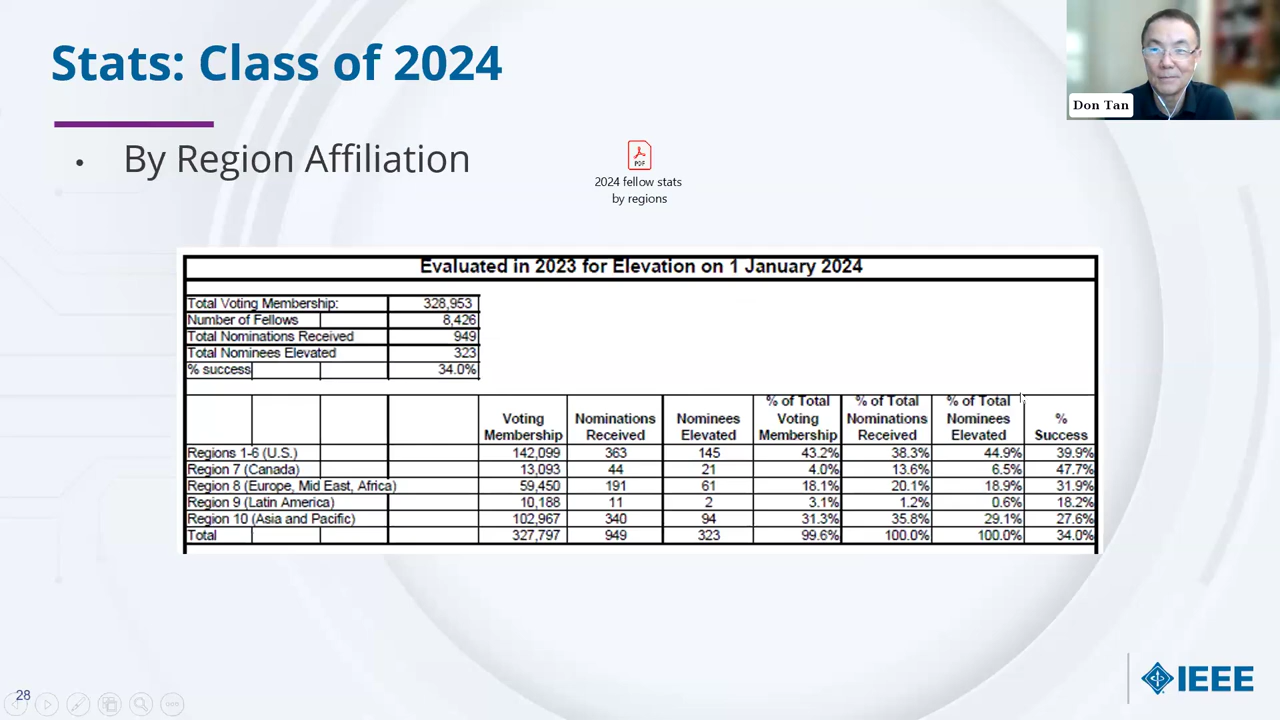 Stats: Class of 2024
Don Tan
• By Region Affiliation
PDF
2024 fellow stats
by regions
Evaluated in 2023 for Elevation on 1 January 2024
Total Voting Membership: 328,953
Number of Fellows 8,426
Total Nominations Received 949
Total Nominees Elevated 323
% success 34.0%
Voting Membership Nominations Received Nominees Elevated % of Total Voting Membership % of Total Nominations Received % of Total Nominees Elevated % Success
Regions 1-6 (U.S.) 142,099 363 145 43.2% 38.3% 44.9% 39.9%
Region 7 (Canada) 13,093 44 21 4.0% 13.6% 6.5% 47.7%
Region 8 (Europe, Mid East, Africa) 59,450 191 61 18.1% 20.1% 18.9% 31.9%
Region 9 (Latin America) 10,188 11 2 3.1% 1.2% 0.6% 18.2%
Region 10 (Asia and Pacific) 102,967 340 94 31.3% 35.8% 29.1% 27.6%
Total 327,797 949 323 99.6% 100.0% 100.0% 34.0%
28
IEEE